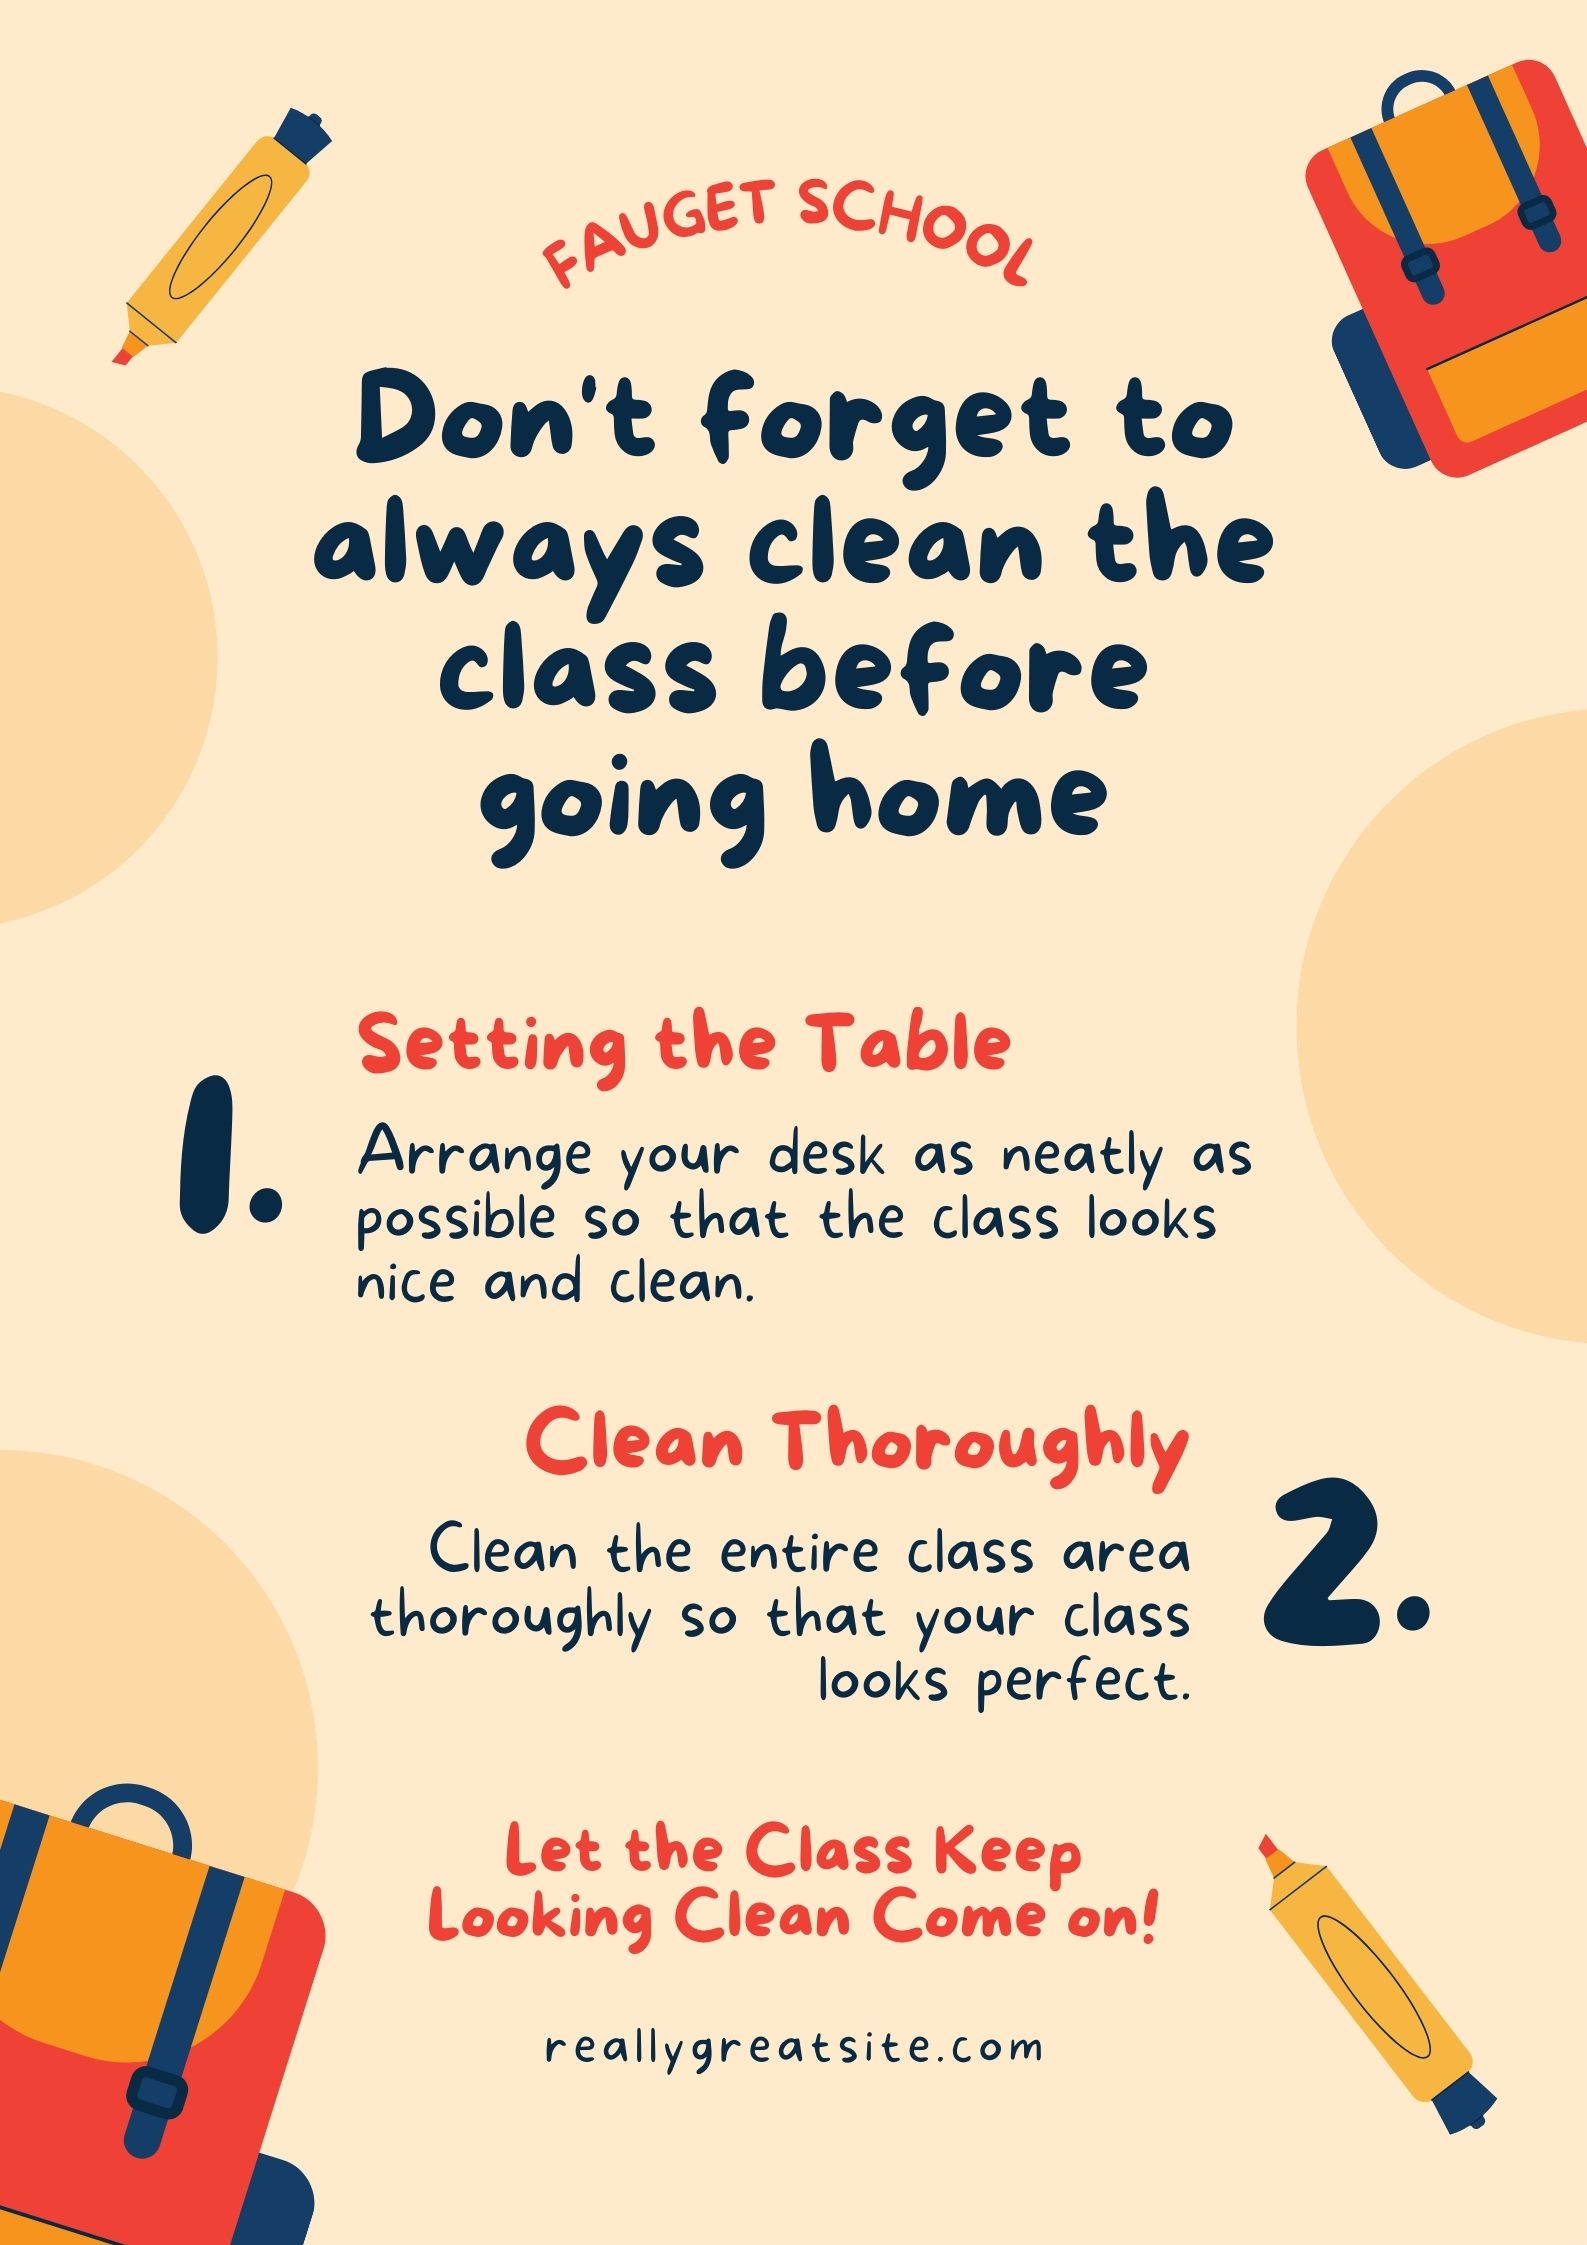 FAUGET SCHOOL
Don't forget to
always clean the
class before
going home
Setting the Table
1.
Arrange your desk as neatly as
possible so that the class looks
nice and clean.
Clean Thoroughly
2.
Clean the entire class area
thoroughly so that your class
looks perfect.
Let the Class Keep
Looking Clean Come on!
reallygreatsite.com